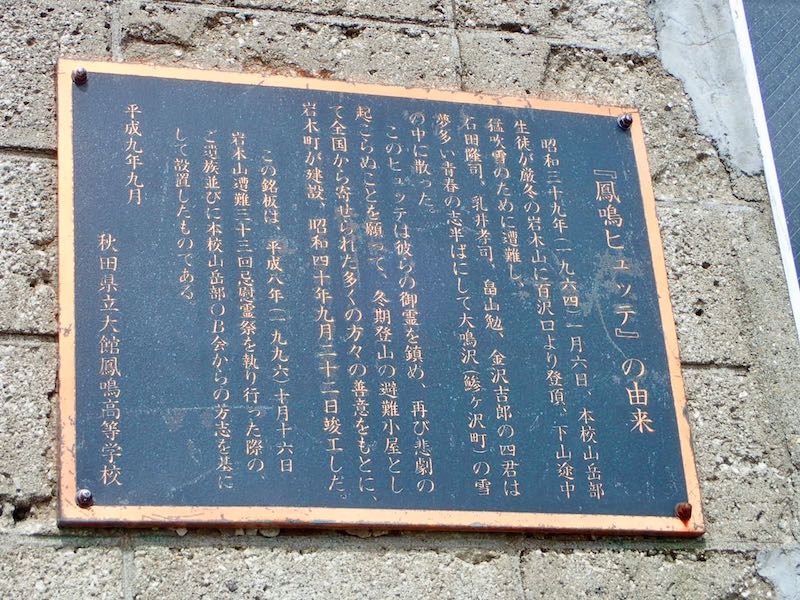 『鳳鳴ヒュッテ』の由来
昭和三十九年(一九六四)一月六日、本校山岳部
生徒が厳冬の岩木山に百沢口より登頂、下山途中
猛吹雪のために遭難し、
石田隆司、乳井孝司、畠山勉、金沢吉郎の四君は
夢多い青春の志半ばにして大鳴沢(鯵ヶ沢町)の雪
の中に散った。
このヒュッテは彼らの御霊を鎮め、再び悲劇の
起こらぬことを願って、冬期登山の避難小屋とし
て全国から寄せられた多くの方々の善意をもとに、
岩木町が建設、昭和四十年九月二十二日竣工した。
この銘板は、平成八年(一九九六)十月十六日
岩木山遭難三十三回忌慰霊祭を執り行った際の、
ご遺族並びに本校山岳部OB会からの芳志を基に
して設置したものである。
平成九年九月
秋田県立大館鳳鳴高等学校